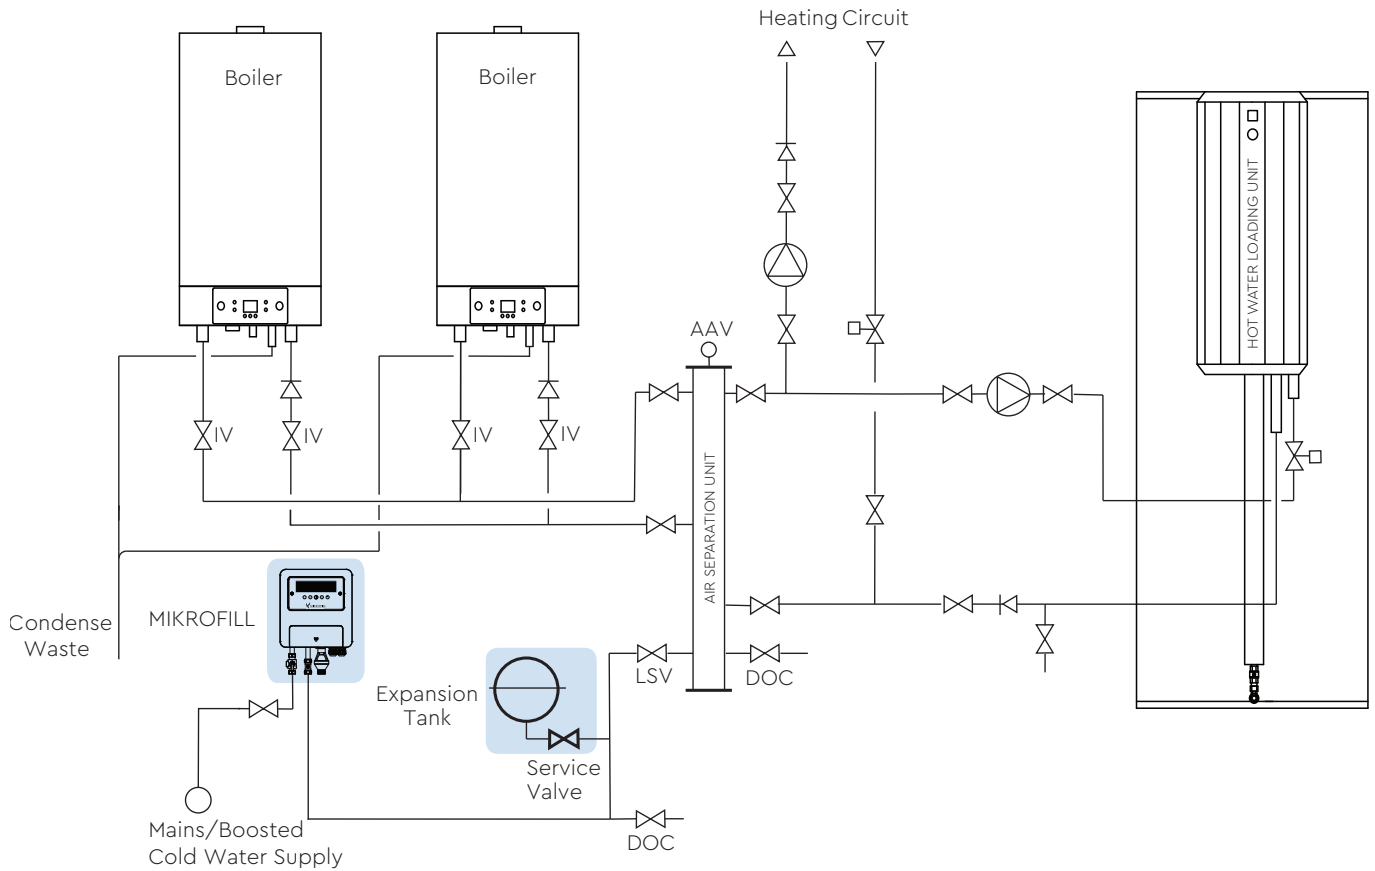 Heating Circuit
Boiler
Boiler
HOT WATER LOADING UNIT
AAV
IV
IV
IV
IV
AIR SEPARATION UNIT
Condense
Waste
MIKROFILL
LSV
DOC
Expansion
Tank
Service
Valve
Mains/Boosted
Cold Water Supply
DOC